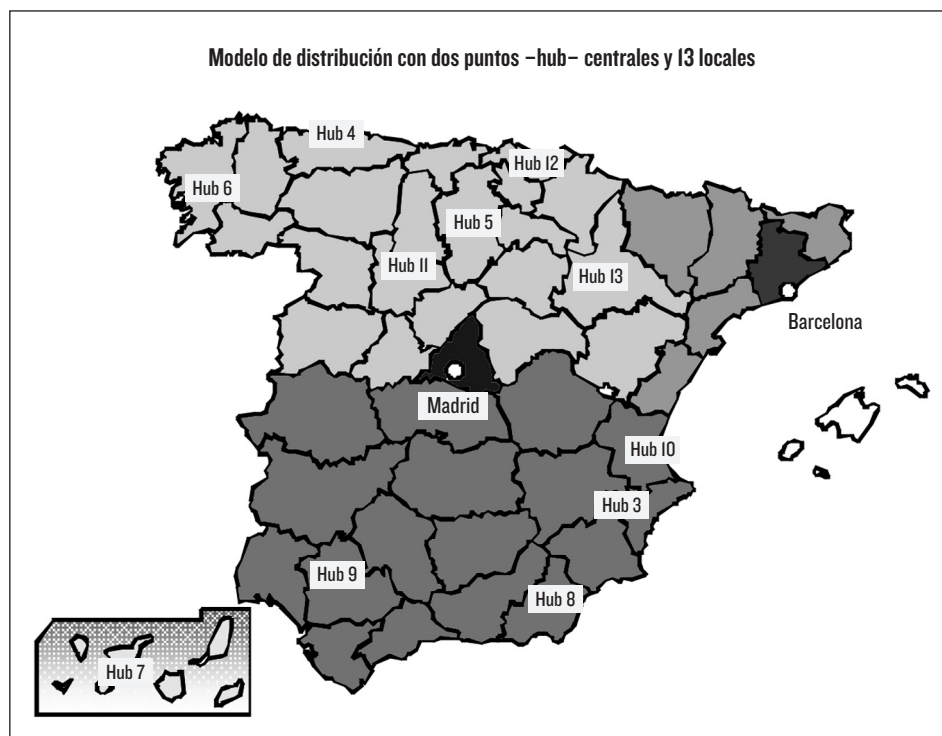 Modelo de distribución con dos puntos –hub– centrales y 13 locales
Hub 4
Hub 12
Hub 6
Hub 5
Hub 11
Hub 13
Barcelona
Madrid
Hub 10
Hub 3
Hub 9
Hub 8
Hub 7